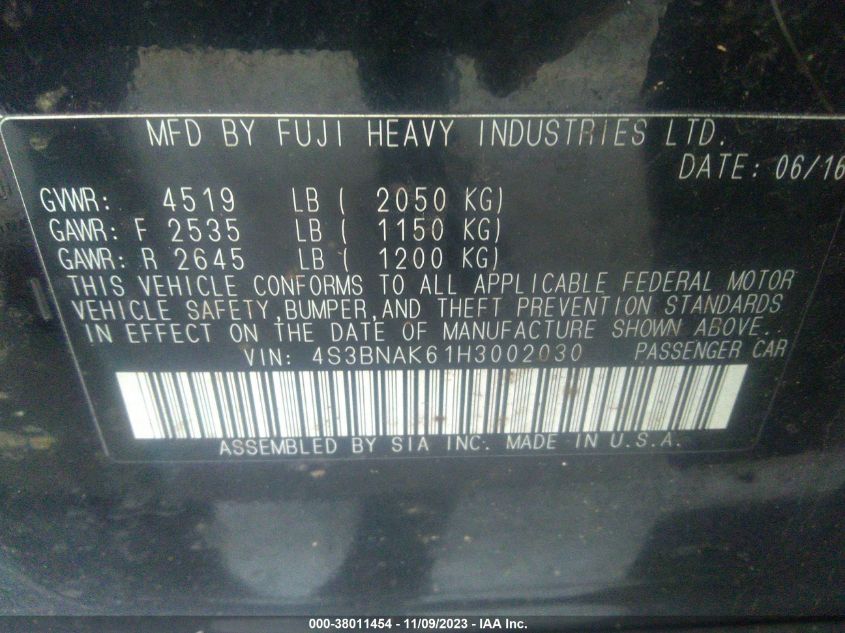 MFD BY FUJI HEAVY INDUSTRIES LTD.
DATE: 06/16
GVWR: 4519 LB ( 2050 KG)
GAWR: F 2535 LB ( 1150 KG)
GAWR: R 2645 LB ( 1200 KG)
THIS VEHICLE CONFORMS TO ALL APPLICABLE FEDERAL MOTOR
VEHICLE SAFETY, BUMPER, AND THEFT PREVENTION STANDARDS
IN EFFECT ON THE DATE OF MANUFACTURE SHOWN ABOVE.
VIN: 4S3BNAK61H3002030 PASSENGER CAR
ASSEMBLED BY SIA INC. MADE IN U.S.A.
000-38011454 - 11/09/2023 - IAA Inc.